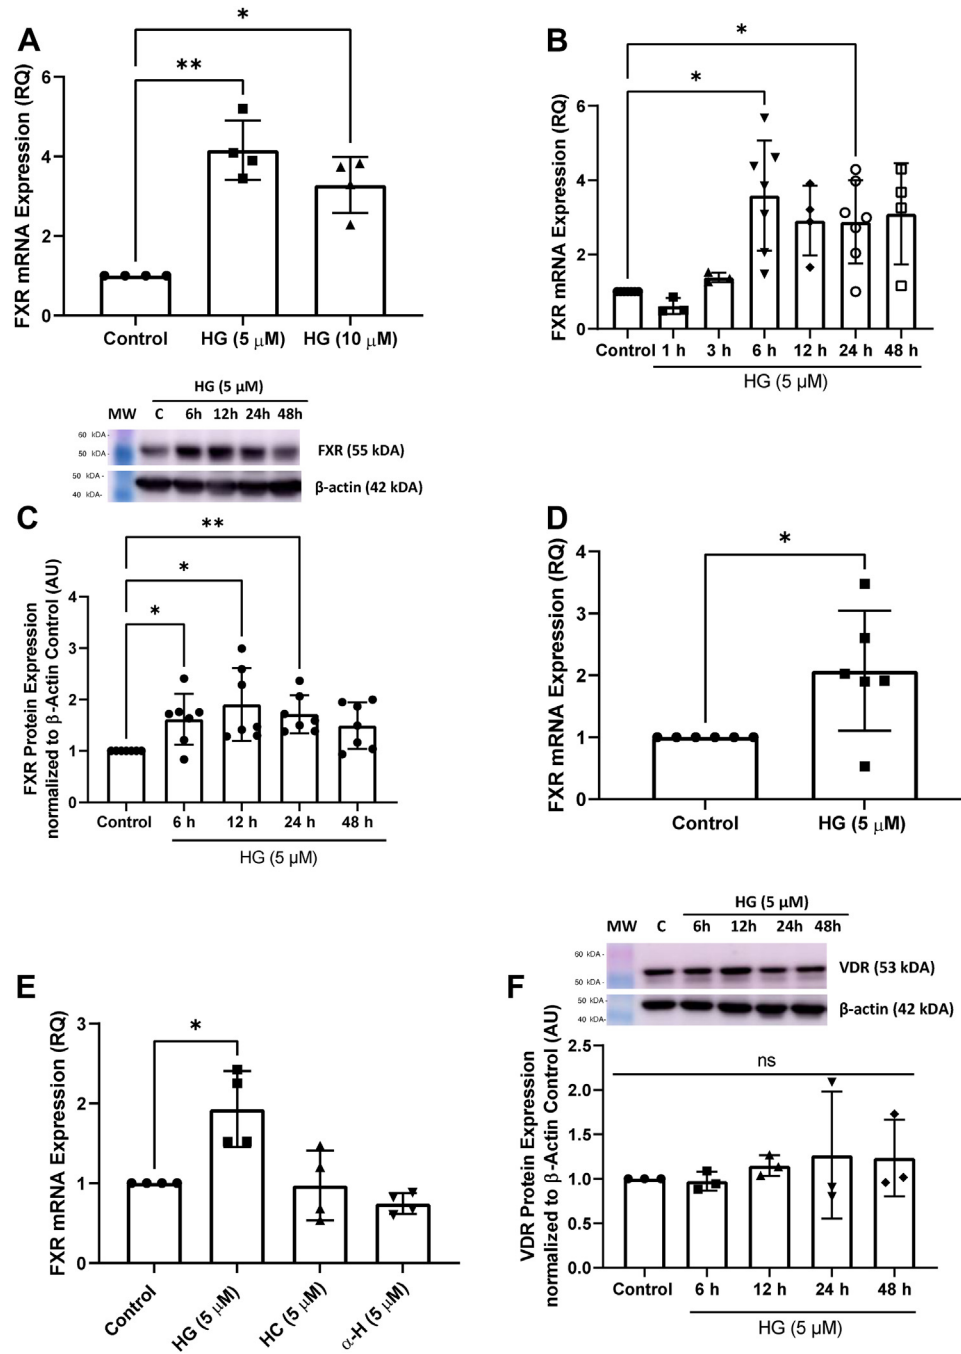 A
*
**
FXR mRNA Expression (RQ)
6
4
2
0
Control
HG (5 μM)
HG (10 μM)
B
*
*
FXR mRNA Expression (RQ)
6
4
2
0
Control 1 h 3 h 6 h 12 h 24 h 48 h
HG (5 μM)
HG (5 μM)
MW C 6h 12h 24h 48h
60 kDA-
50 kDA-
FXR (55 kDA)
50 kDA-
40 kDA-
β-actin (42 kDA)
C
**
*
*
FXR Protein Expression
normalized to β-Actin Control (AU)
4
3
2
1
0
Control 6 h 12 h 24 h 48 h
HG (5 μM)
D
*
FXR mRNA Expression (RQ)
4
3
2
1
0
Control
HG (5 μM)
E
*
FXR mRNA Expression (RQ)
3
2
1
0
Control
HG (5 μM)
HC (5 μM)
α-H (5 μM)
HG (5 μM)
MW C 6h 12h 24h 48h
60 kDA-
50 kDA-
VDR (53 kDA)
50 kDA-
40 kDA-
β-actin (42 kDA)
F
ns
VDR Protein Expression
normalized to β-Actin Control (AU)
2.5
2.0
1.5
1.0
0.5
0.0
Control 6 h 12 h 24 h 48 h
HG (5 μM)